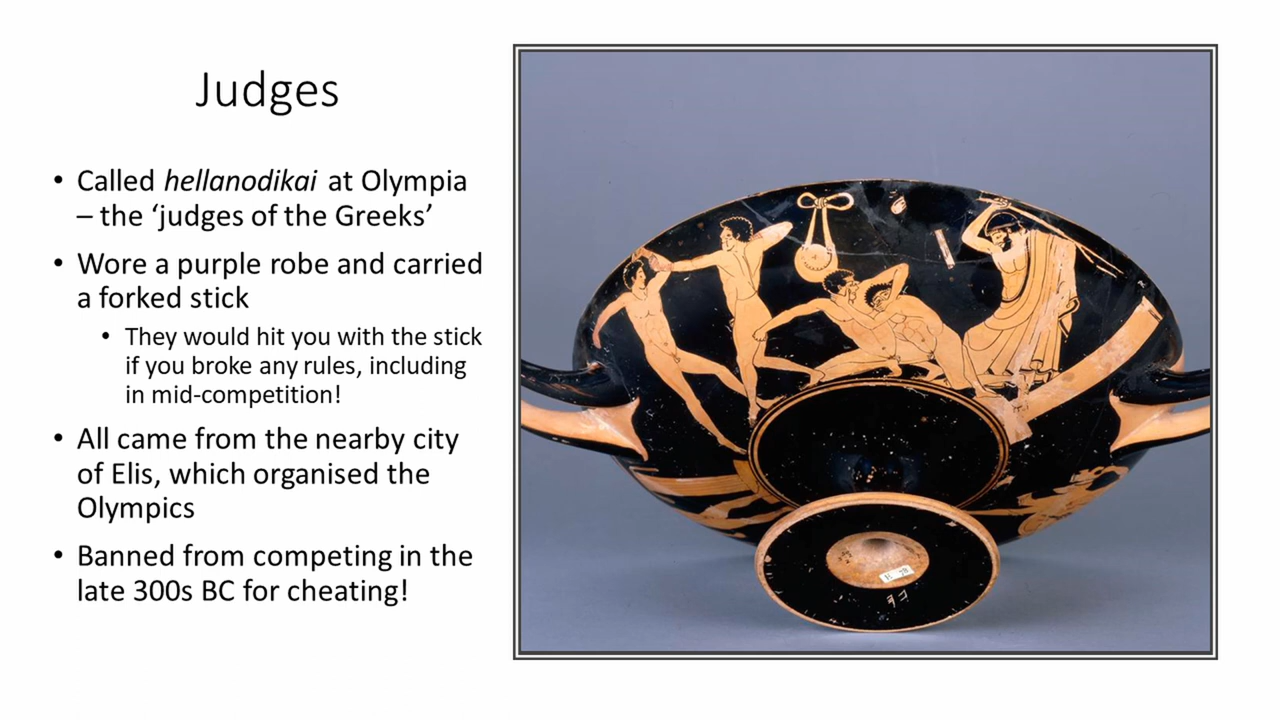 Judges
• Called hellanodikai at Olympia
– the ‘judges of the Greeks’
• Wore a purple robe and carried
a forked stick
• They would hit you with the stick
if you broke any rules, including
in mid-competition!
• All came from the nearby city
of Elis, which organised the
Olympics
• Banned from competing in the
late 300s BC for cheating!